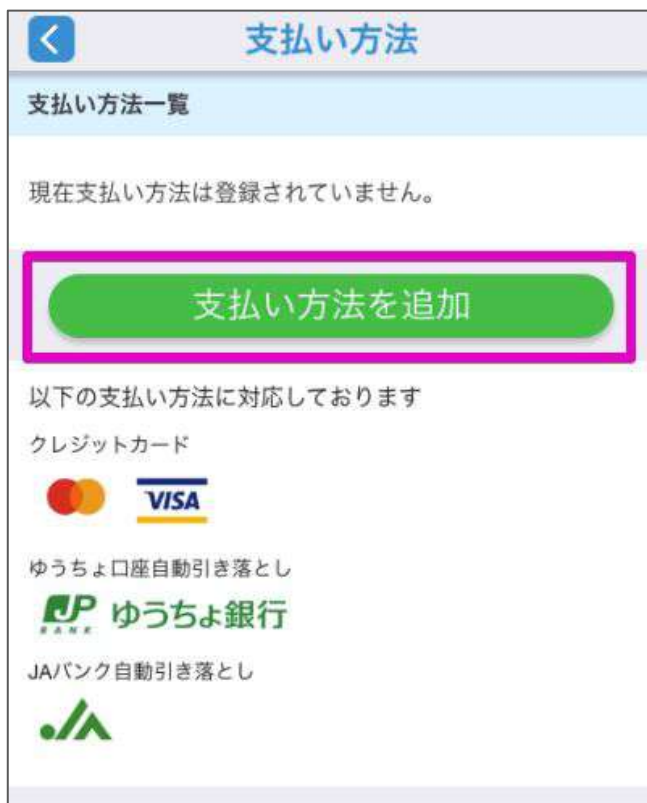 支払い方法
支払い方法一覧
現在支払い方法は登録されていません。
支払い方法を追加
以下の支払い方法に対応しております
クレジットカード
VISA
ゆうちょ口座自動引き落とし
JP BANK ゆうちょ銀行
JAバンク自動引き落とし
JA